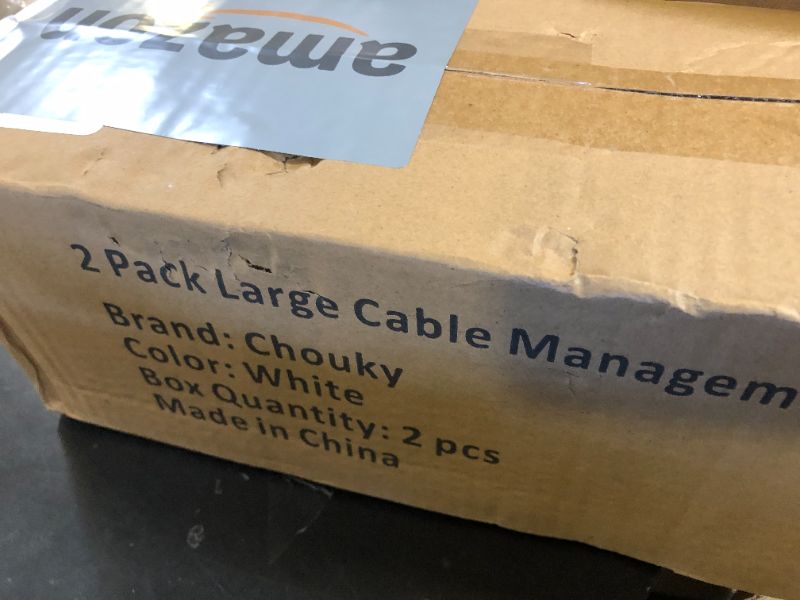 amazon
2 Pack Large Cable Managem
Brand: Chouky
Color: White
Box Quantity: 2 pcs
Made in China